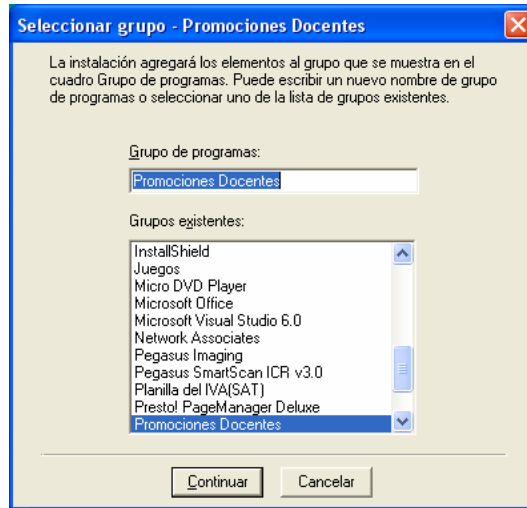 Seleccionar grupo - Promociones Docentes
La instalación agregará los elementos al grupo que se muestra en el
cuadro Grupo de programas. Puede escribir un nuevo nombre de grupo
de programas o seleccionar uno de la lista de grupos existentes.
Grupo de programas:
Promociones Docentes
Grupos existentes:
InstallShield
Juegos
Micro DVD Player
Microsoft Office
Microsoft Visual Studio 6.0
Network Associates
Pegasus Imaging
Pegasus SmartScan ICR v3.0
Planilla del IVA(SAT)
Presto! PageManager Deluxe
Promociones Docentes
Continuar
Cancelar